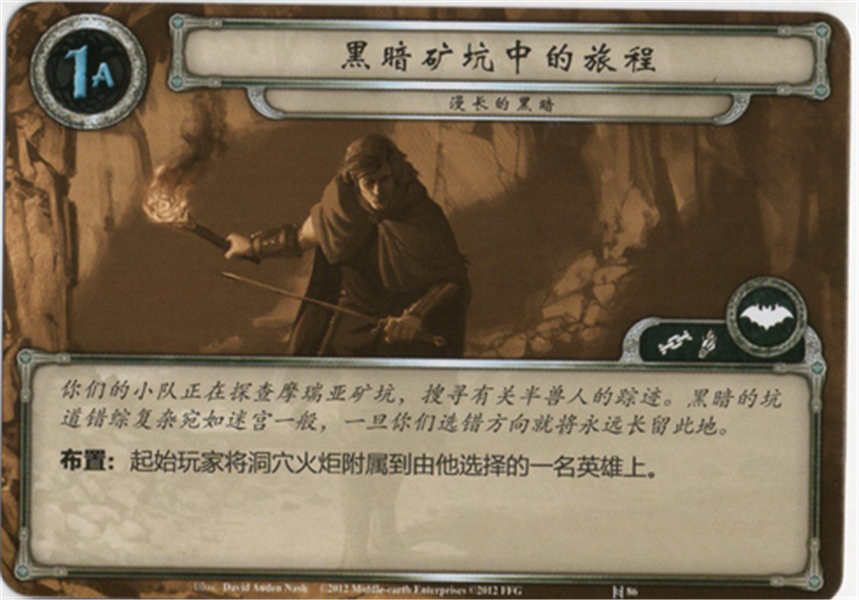 1A
黑暗矿坑中的旅程
漫长的黑暗
你们的小队正在探查摩瑞亚矿坑，搜寻有关半兽人的踪迹。黑暗的坑
道错综复杂宛如迷宫一般，一旦你们选错方向就将永远长留此地。
布置：起始玩家将洞穴火炬附属到由他选择的一名英雄上。
Illus. David Auden Nash ©2012 Middle-earth Enterprises ©2012 FFG 86